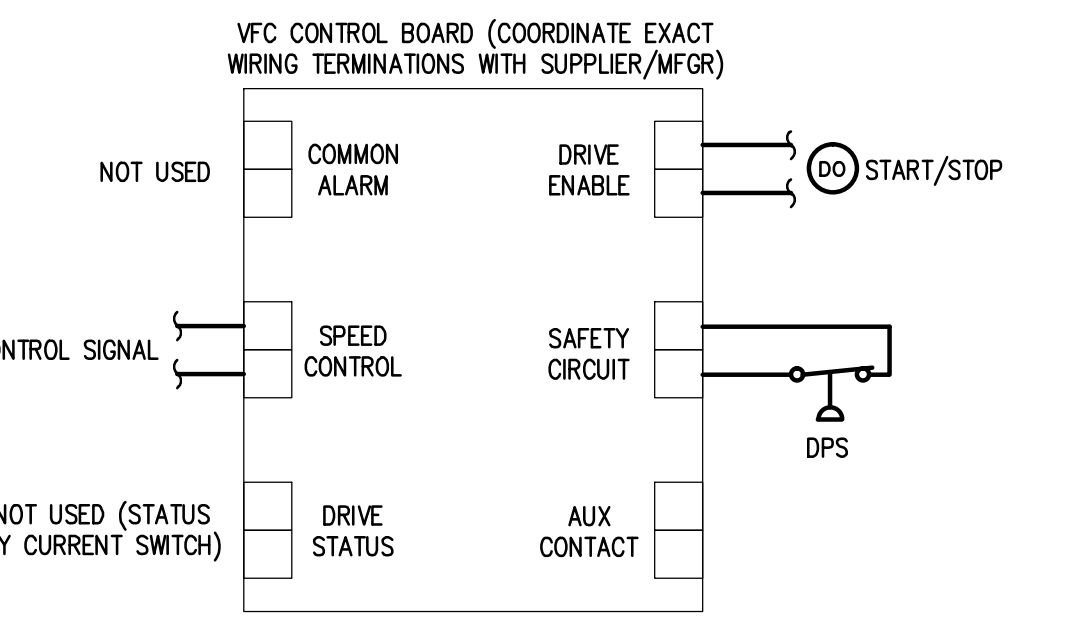 VFC CONTROL BOARD (COORDINATE EXACT
WIRING TERMINATIONS WITH SUPPLIER/MFGR)
NOT USED
COMMON
ALARM
DRIVE
ENABLE
DO
START/STOP
SIGNAL
SPEED
CONTROL
SAFETY
CIRCUIT
DPS
NOT USED (STATUS
CURRENT SWITCH)
DRIVE
STATUS
AUX
CONTACT